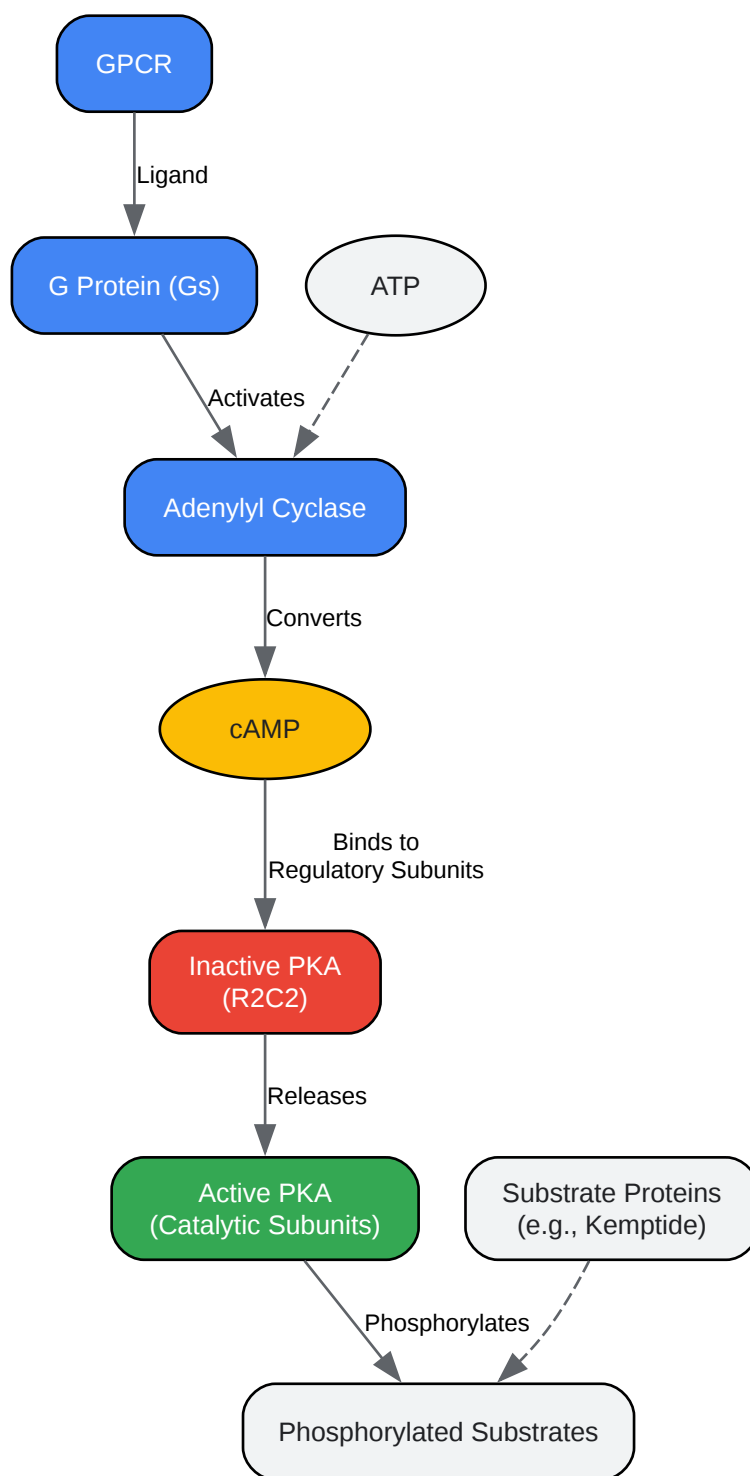 GPCR
Ligand
G Protein (Gs)
ATP
Activates
Adenylyl Cyclase
Converts
cAMP
Binds to
Regulatory Subunits
Inactive PKA
(R2C2)
Releases
Active PKA
(Catalytic Subunits)
Substrate Proteins
(e.g., Kemptide)
Phosphorylates
Phosphorylated Substrates